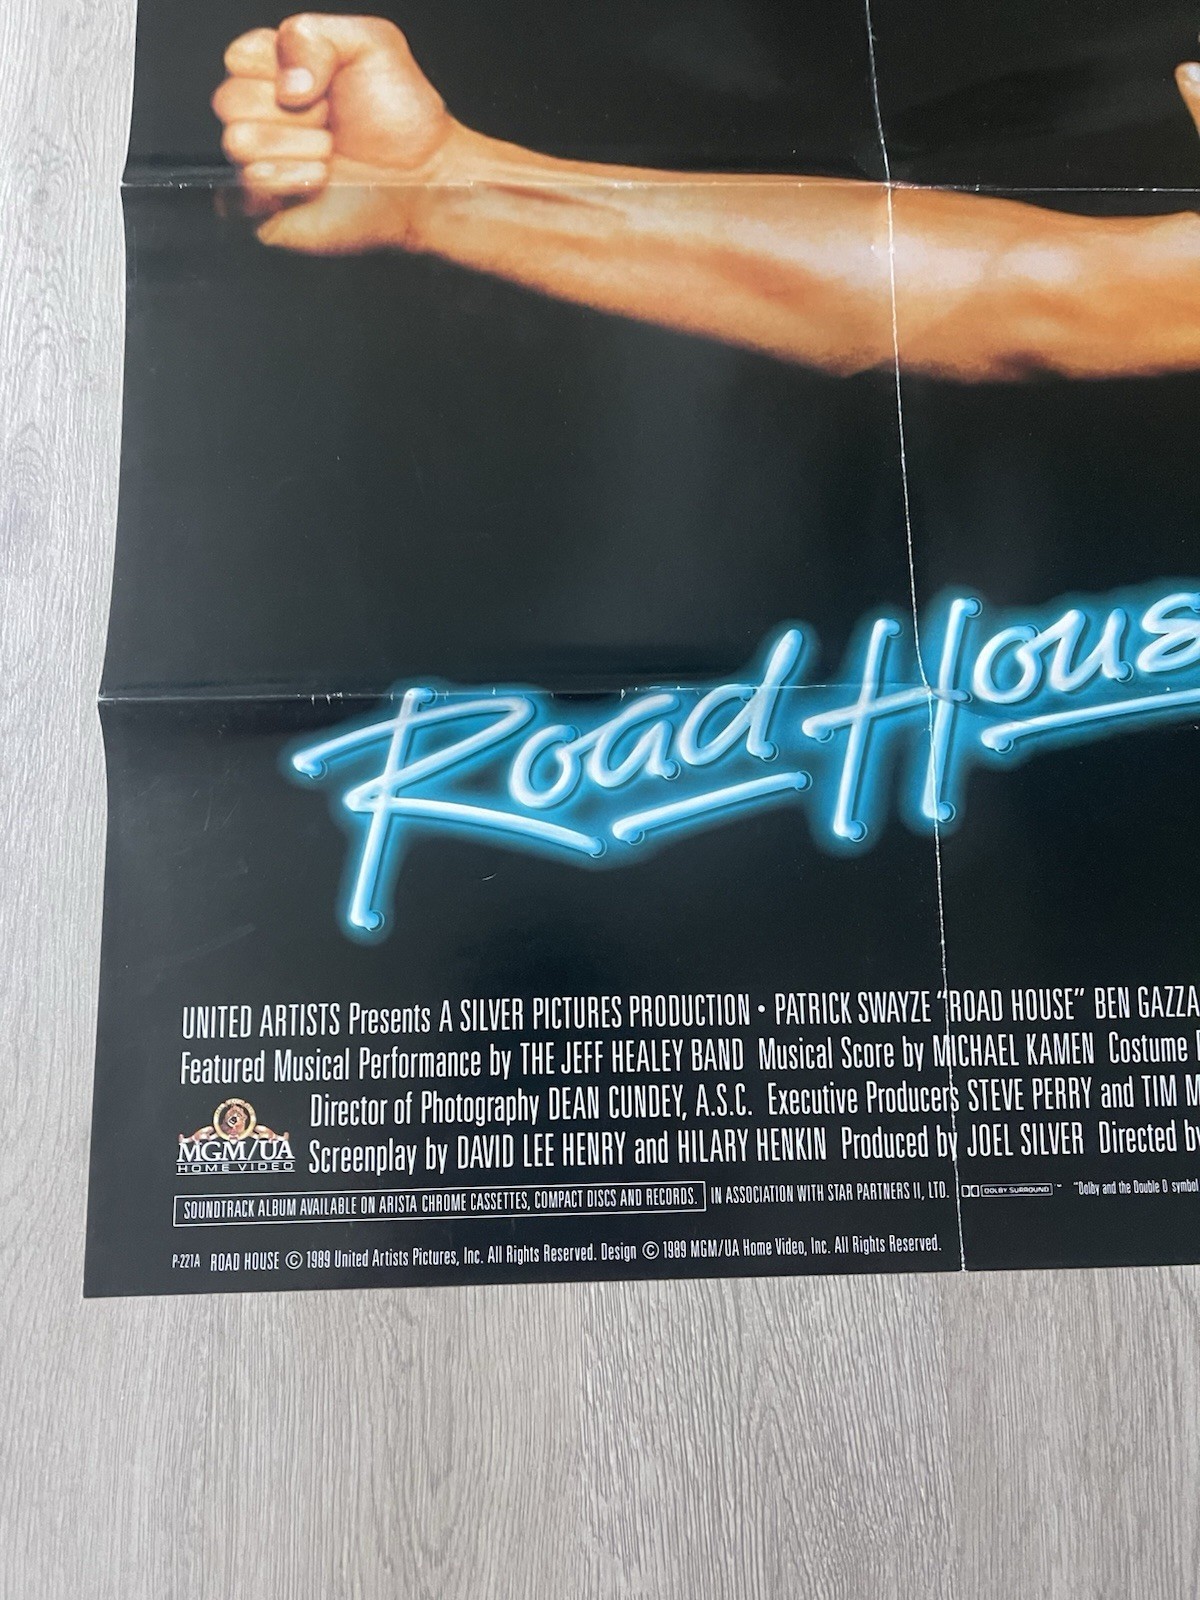 Road House
UNITED ARTISTS Presents A SILVER PICTURES PRODUCTION • PATRICK SWAYZE "ROAD HOUSE" BEN GAZZA
Featured Musical Performance by THE JEFF HEALEY BAND Musical Score by MICHAEL KAMEN Costume
Director of Photography DEAN CUNDEY, A.S.C. Executive Producers STEVE PERRY and TIM M
Screenplay by DAVID LEE HENRY and HILARY HENKIN Produced by JOEL SILVER Directed by
MGM/UA
HOME VIDEO
SOUNDTRACK ALBUM AVAILABLE ON ARISTA CHROME CASSETTES, COMPACT DISCS AND RECORDS. IN ASSOCIATION WITH STAR PARTNERS II, LTD. DOLBY SURROUND ™ "Dolby and the Double D symbol
P-221A ROAD HOUSE © 1989 United Artists Pictures, Inc. All Rights Reserved. Design © 1989 MGM/UA Home Video, Inc. All Rights Reserved.